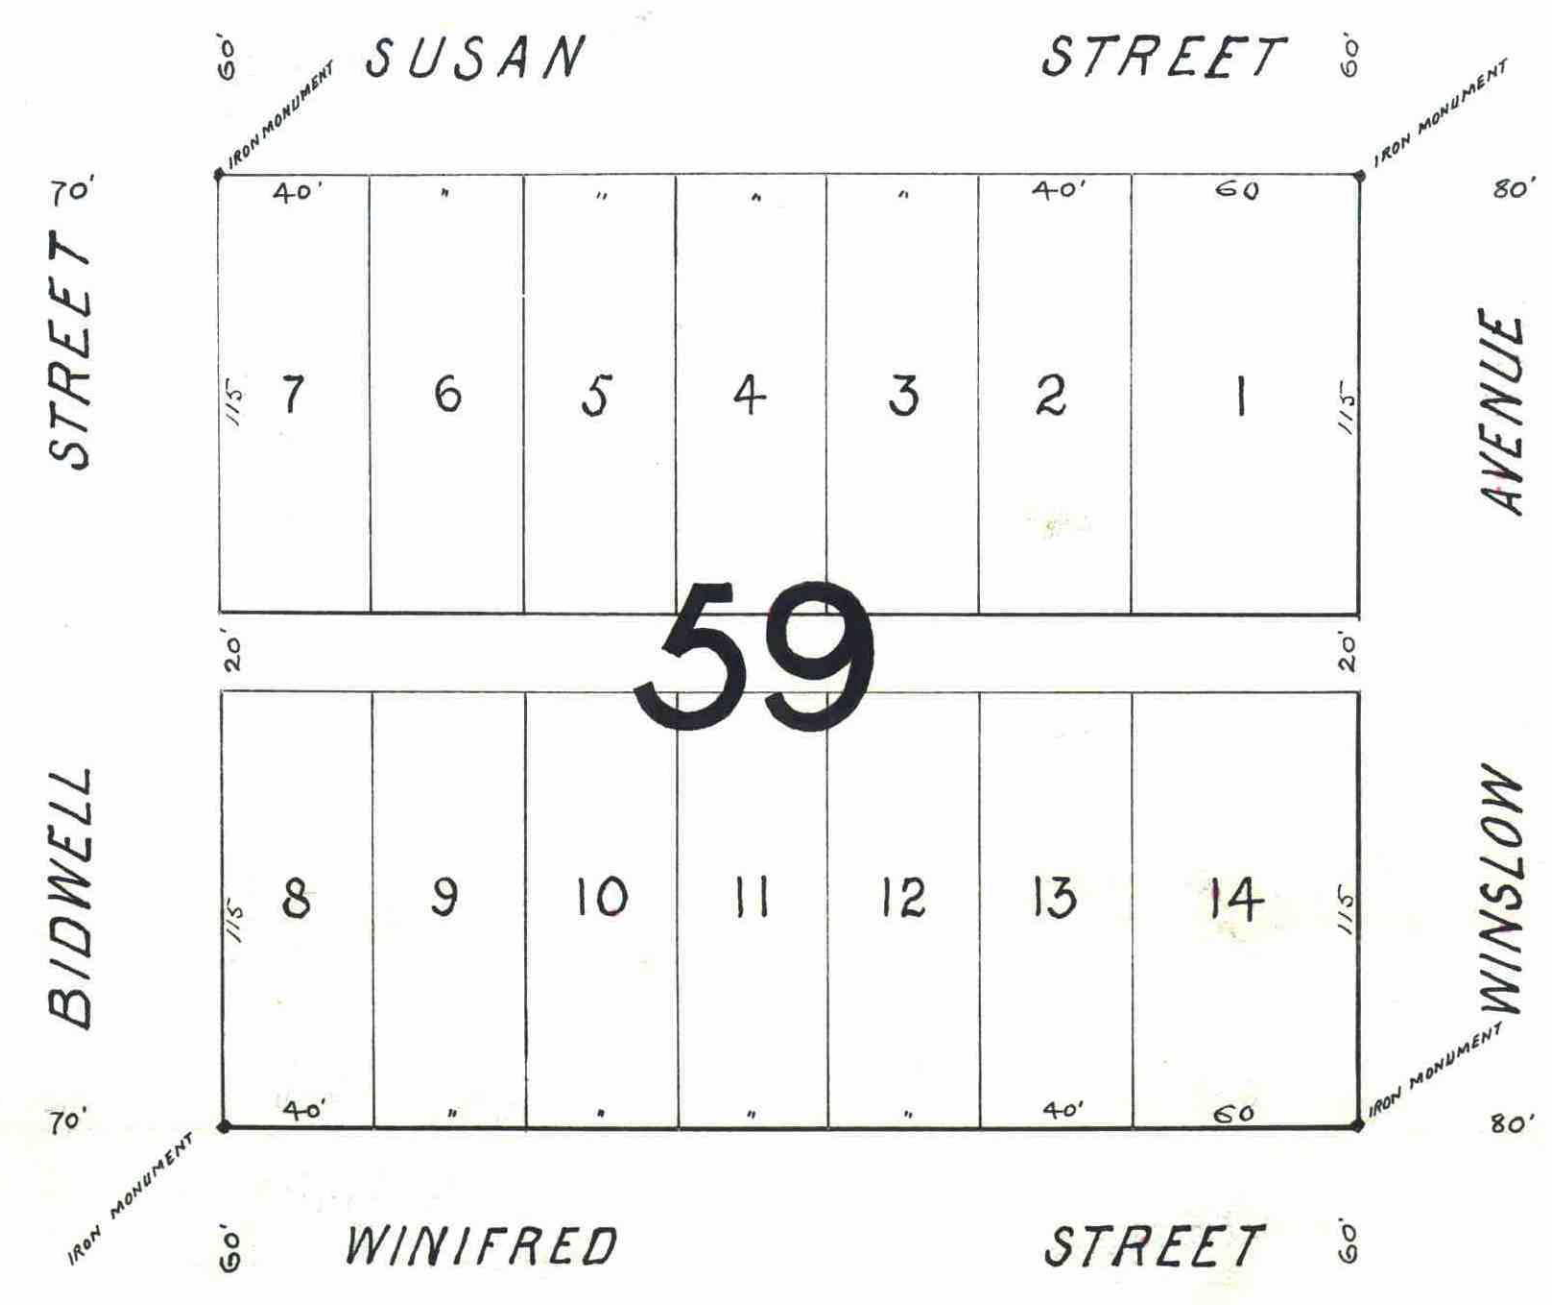 60' SUSAN STREET 60'
IRON MONUMENT
IRON MONUMENT
70' 40' " " " " 40' 60 80'
STREET
AVENUE
115 7 6 5 4 3 2 1 115
20' 59 20'
BIDWELL
WINSLOW
115 8 9 10 11 12 13 14 115
70' 40' " " " " 40' 60 80'
IRON MONUMENT
IRON MONUMENT
60' WINIFRED STREET 60'